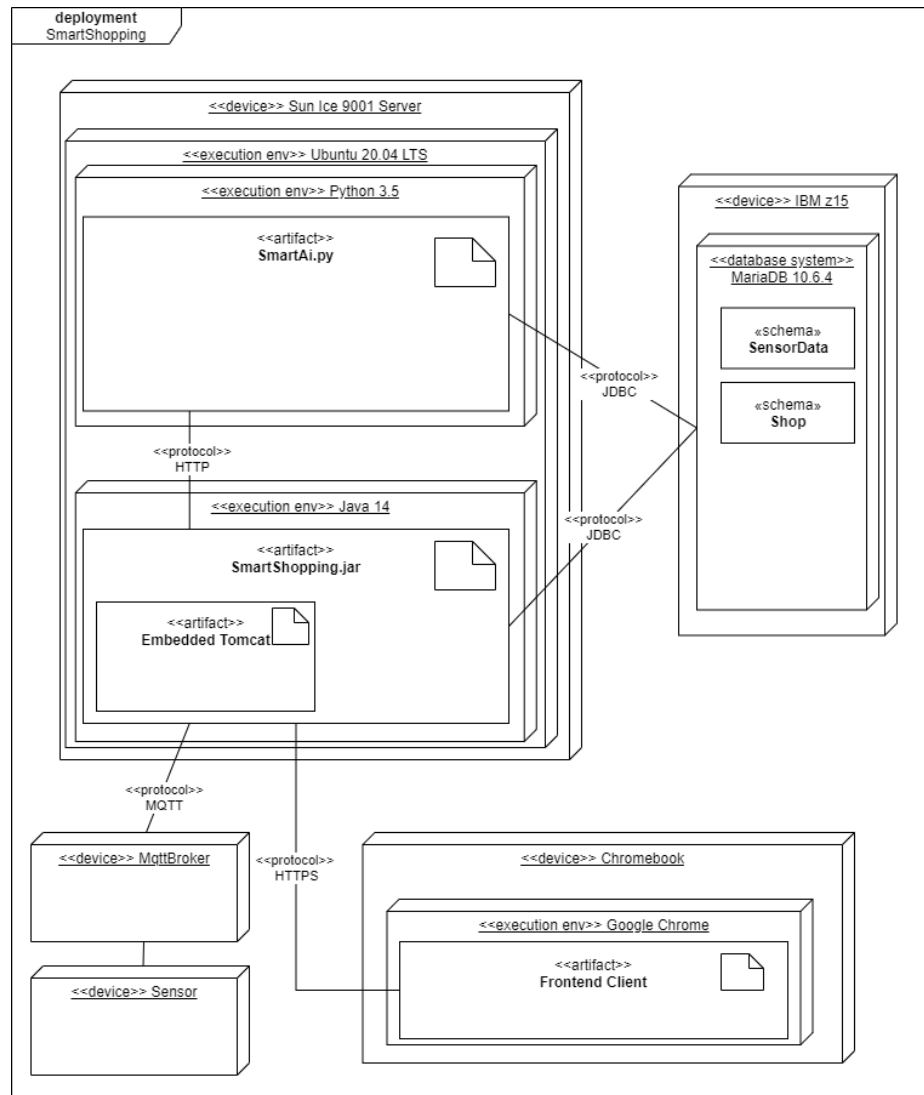 deployment
SmartShopping
<<device>> Sun Ice 9001 Server
<<execution env>> Ubuntu 20.04 LTS
<<execution env>> Python 3.5
<<artifact>>
SmartAi.py
<<device>> IBM z15
<<database system>>
MariaDB 10.6.4
«schema»
SensorData
«schema»
Shop
<<protocol>>
JDBC
<<protocol>>
HTTP
<<execution env>> Java 14
<<artifact>>
SmartShopping.jar
<<protocol>>
JDBC
<<artifact>>
Embedded Tomcat
<<protocol>>
MQTT
<<device>> MqttBroker
<<protocol>>
HTTPS
<<device>> Chromebook
<<execution env>> Google Chrome
<<artifact>>
Frontend Client
<<device>> Sensor